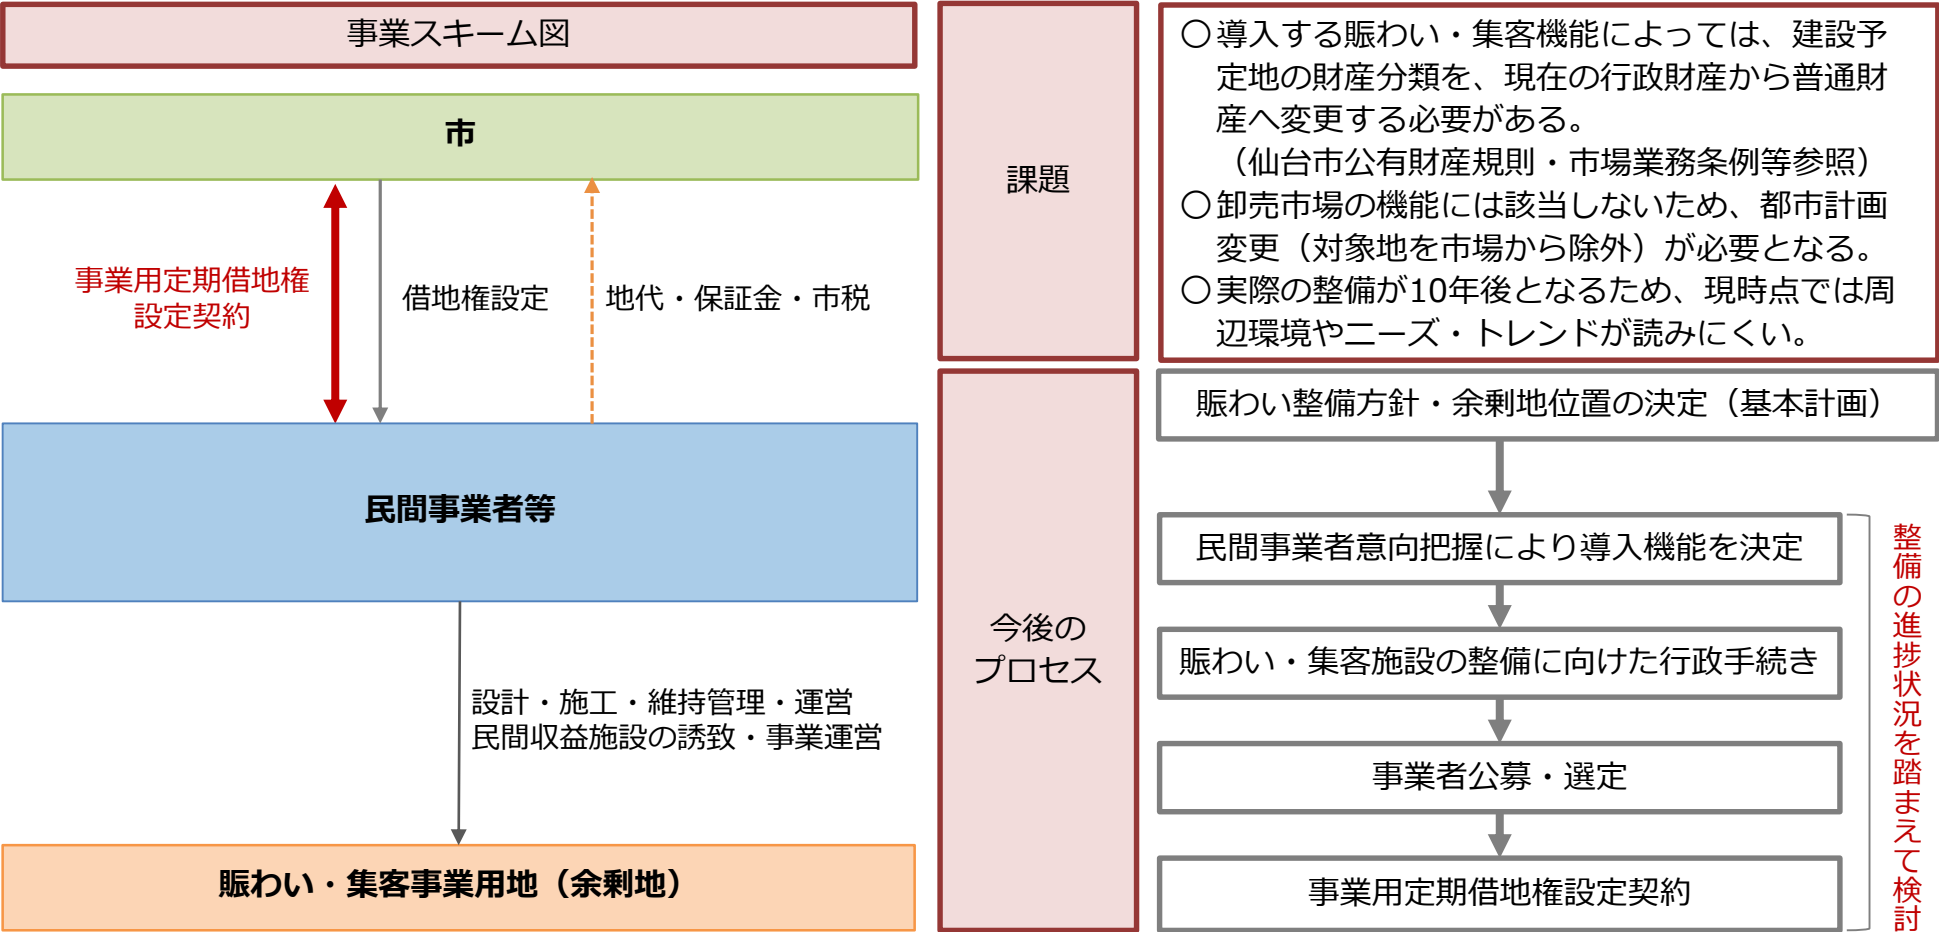 事業スキーム図
市
事業用定期借地権
設定契約
借地権設定
地代・保証金・市税
民間事業者等
設計・施工・維持管理・運営
民間収益施設の誘致・事業運営
賑わい・集客事業用地（余剰地）
課題
〇導入する賑わい・集客機能によっては、建設予
定地の財産分類を、現在の行政財産から普通財
産へ変更する必要がある。
（仙台市公有財産規則・市場業務条例等参照）
〇卸売市場の機能には該当しないため、都市計画
変更（対象地を市場から除外）が必要となる。
〇実際の整備が10年後となるため、現時点では周
辺環境やニーズ・トレンドが読みにくい。
今後の
プロセス
賑わい整備方針・余剰地位置の決定（基本計画）
民間事業者意向把握により導入機能を決定
賑わい・集客施設の整備に向けた行政手続き
事業者公募・選定
事業用定期借地権設定契約
整備の進捗状況を踏まえて検討